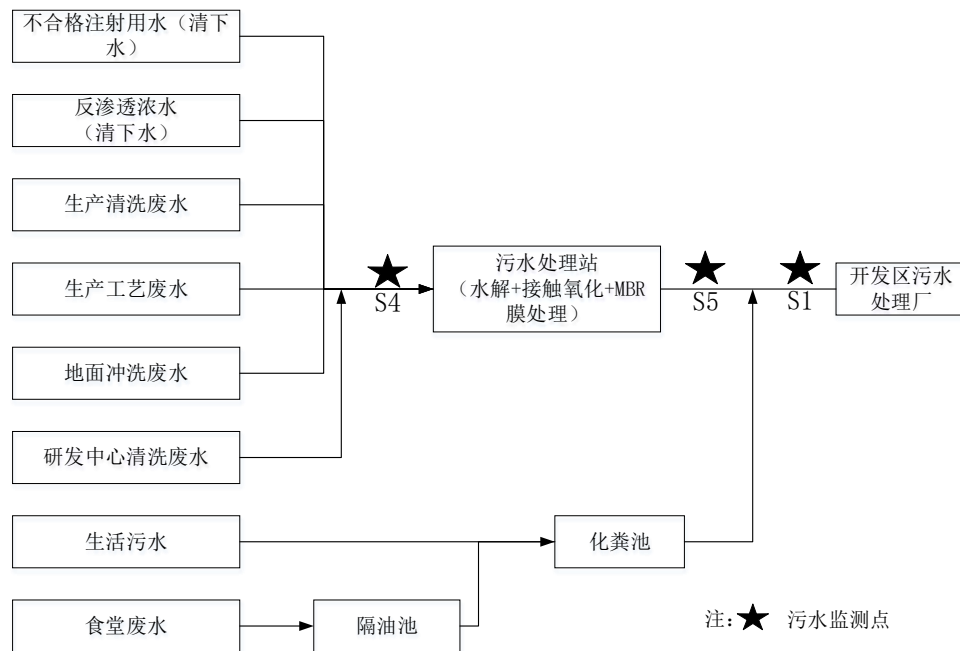 不合格注射用水（清下
水）
反渗透浓水
（清下水）
生产清洗废水
生产工艺废水
地面冲洗废水
研发中心清洗废水
生活污水
食堂废水
隔油池
化粪池
S4
污水处理站
（水解+接触氧化+MBR
膜处理）
S5
S1
开发区污水
处理厂
注:★ 污水监测点